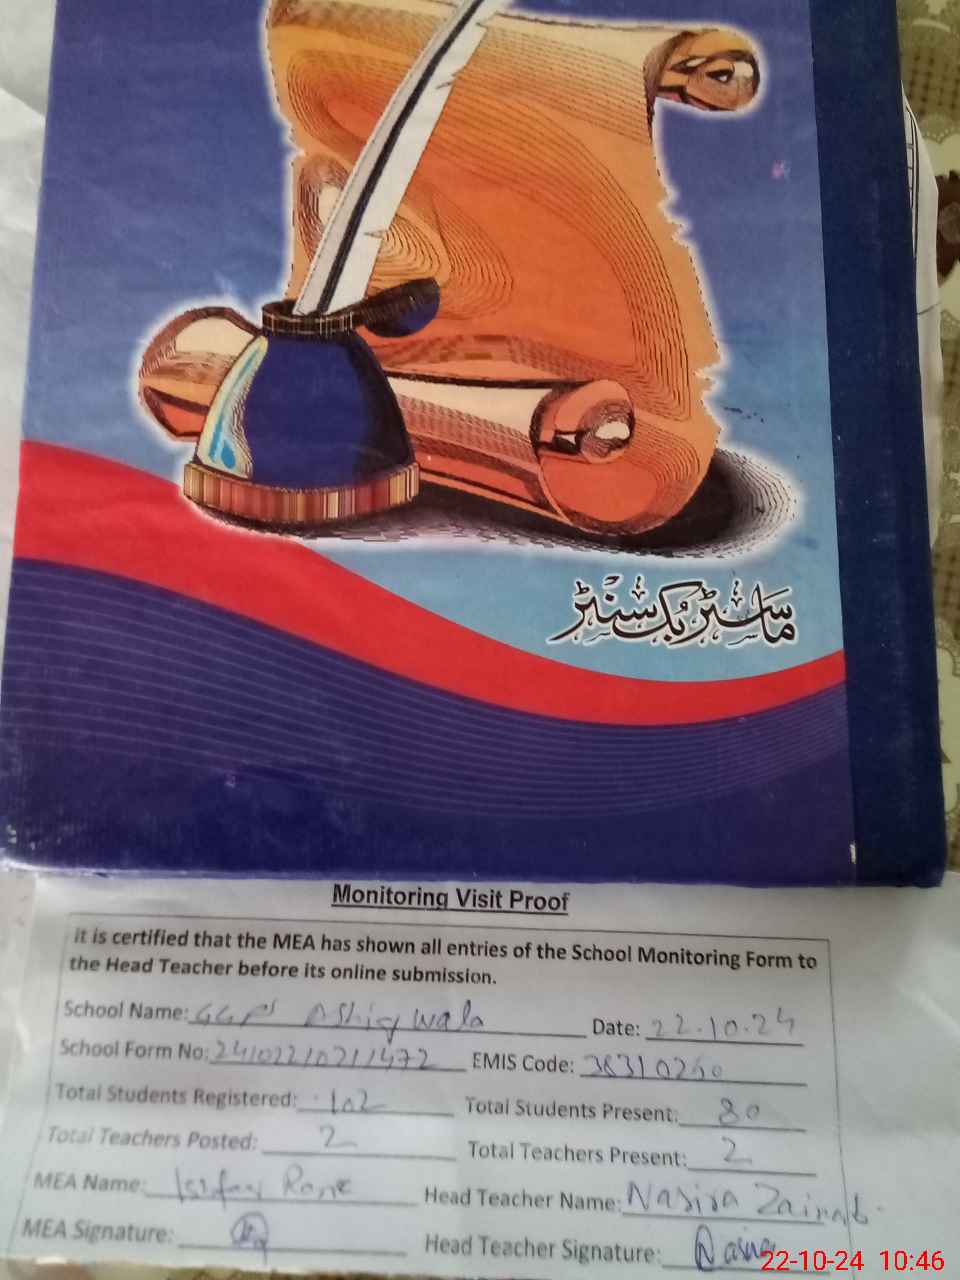 ماسٹر بک سنٹر
Monitoring Visit Proof
it is certified that the MEA has shown all entries of the School Monitoring Form to
the Head Teacher before its online submission.
School Name: GGPS Ashiq wala Date: 22.10.24
School Form No: EMIS Code: 38310260
Total Students Registered: 102 Total Students Present: 80
Total Teachers Posted: 2 Total Teachers Present: 2
MEA Name: Head Teacher Name: Nasira Zainab
MEA Signature: Head Teacher Signature:
22-10-24 10:46